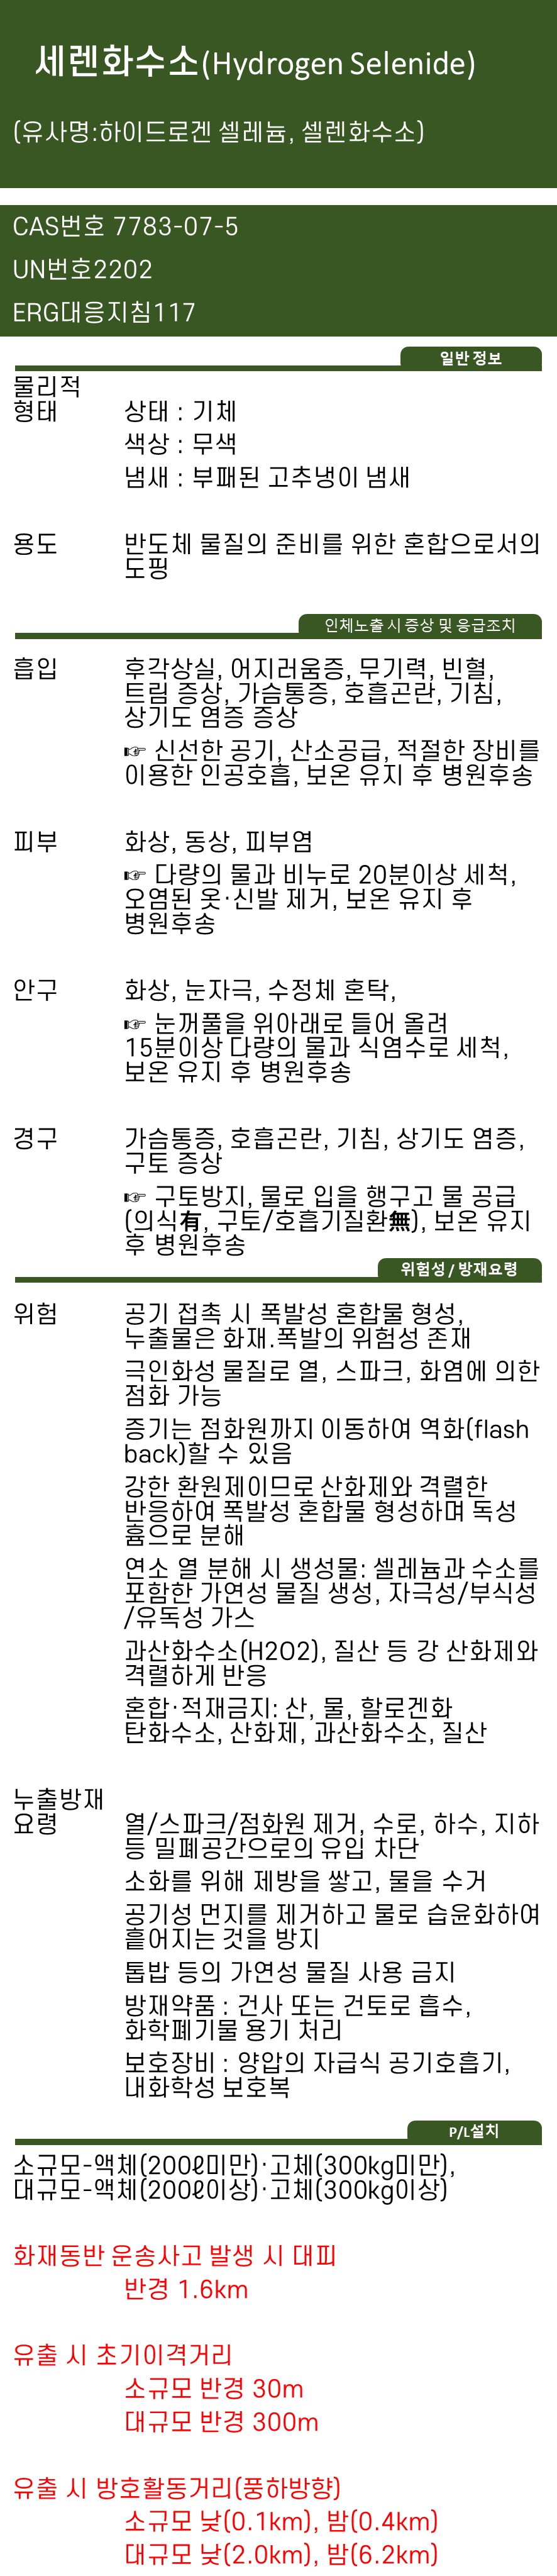 세렌화수소(Hydrogen Selenide)
(유사명:하이드로겐 셀레늄, 셀렌화수소)
CAS번호 7783-07-5
UN번호2202
ERG대응지침117
일반 정보
물리적
형태 상태 : 기체
색상 : 무색
냄새 : 부패된 고추냉이 냄새
용도 반도체 물질의 준비를 위한 혼합으로서의
도핑
인체노출 시 증상 및 응급조치
흡입 후각상실, 어지러움증, 무기력, 빈혈,
트림 증상, 가슴통증, 호흡곤란, 기침,
상기도 염증 증상
☞ 신선한 공기, 산소공급, 적절한 장비를
이용한 인공호흡, 보온 유지 후 병원후송
피부 화상, 동상, 피부염
☞ 다량의 물과 비누로 20분이상 세척,
오염된 옷·신발 제거, 보온 유지 후
병원후송
안구 화상, 눈자극, 수정체 혼탁,
☞ 눈꺼풀을 위아래로 들어 올려
15분이상 다량의 물과 식염수로 세척,
보온 유지 후 병원후송
경구 가슴통증, 호흡곤란, 기침, 상기도 염증,
구토 증상
☞ 구토방지, 물로 입을 행구고 물 공급
(의식有, 구토/호흡기질환無), 보온 유지
후 병원후송
위험성 / 방재요령
위험 공기 접촉 시 폭발성 혼합물 형성,
누출물은 화재.폭발의 위험성 존재
극인화성 물질로 열, 스파크, 화염에 의한
점화 가능
증기는 점화원까지 이동하여 역화(flash
back)할 수 있음
강한 환원제이므로 산화제와 격렬한
반응하여 폭발성 혼합물 형성하며 독성
흄으로 분해
연소 열 분해 시 생성물: 셀레늄과 수소를
포함한 가연성 물질 생성, 자극성/부식성
/유독성 가스
과산화수소(H2O2), 질산 등 강 산화제와
격렬하게 반응
혼합·적재금지: 산, 물, 할로겐화
탄화수소, 산화제, 과산화수소, 질산
누출방재
요령 열/스파크/점화원 제거, 수로, 하수, 지하
등 밀폐공간으로의 유입 차단
소화를 위해 제방을 쌓고, 물을 수거
공기성 먼지를 제거하고 물로 습윤화하여
흩어지는 것을 방지
톱밥 등의 가연성 물질 사용 금지
방재약품 : 건사 또는 건토로 흡수,
화학폐기물 용기 처리
보호장비 : 양압의 자급식 공기호흡기,
내화학성 보호복
P/L설치
소규모-액체(200ℓ미만)·고체(300kg미만),
대규모-액체(200ℓ이상)·고체(300kg이상)
화재동반 운송사고 발생 시 대피
반경 1.6km
유출 시 초기이격거리
소규모 반경 30m
대규모 반경 300m
유출 시 방호활동거리(풍하방향)
소규모 낮(0.1km), 밤(0.4km)
대규모 낮(2.0km), 밤(6.2km)